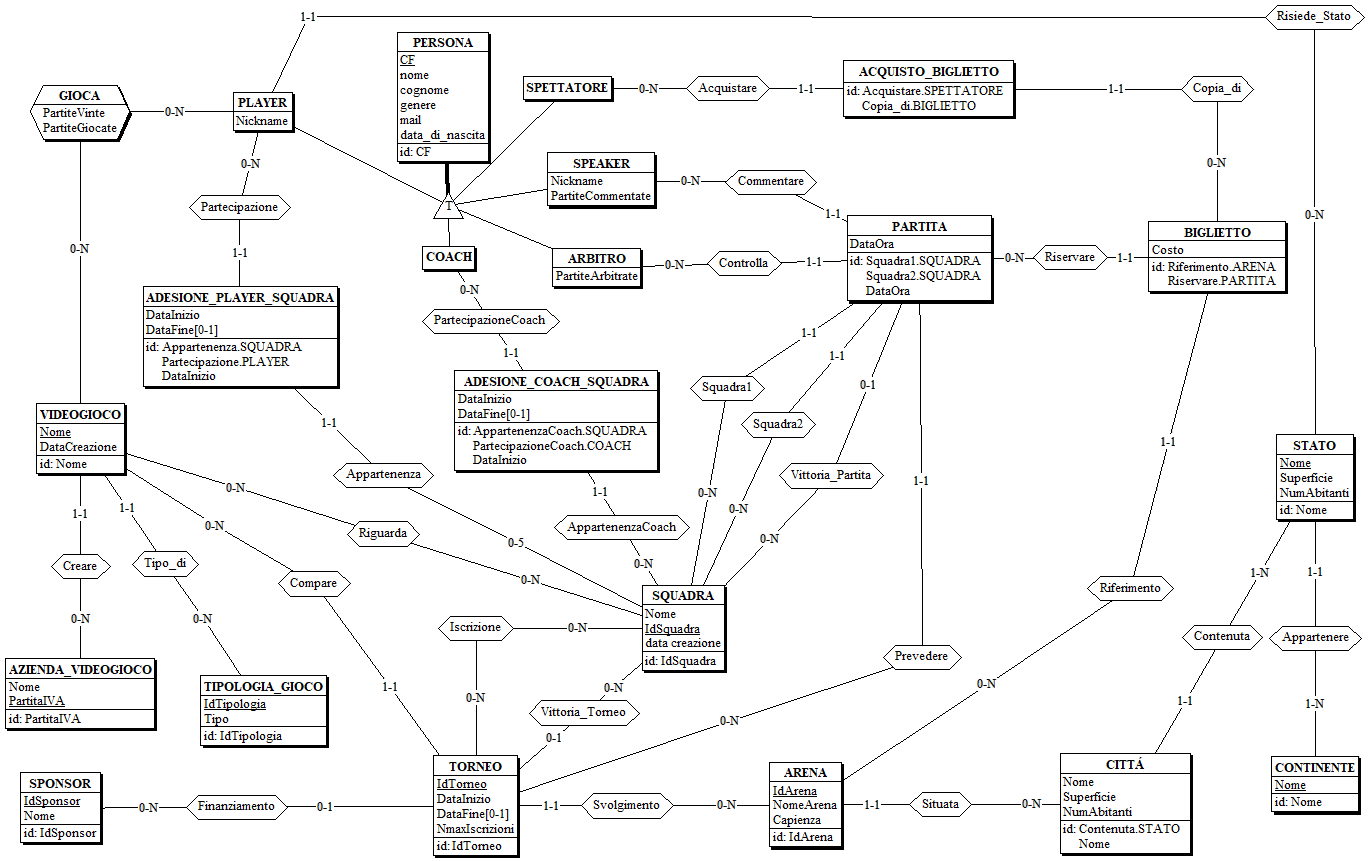 1-1
Risiede_Stato
PERSONA
CF
nome
cognome
genere
mail
data_di_nascita
id: CF
SPETTATORE
0-N
Acquistare
1-1
ACQUISTO_BIGLIETTO
id: Acquistare.SPETTATORE
Copia_di.BIGLIETTO
1-1
Copia_di
GIOCA
PartiteVinte
PartiteGiocate
0-N
PLAYER
Nickname
0-N
Partecipazione
1-1
SPEAKER
Nickname
PartiteCommentate
0-N
Commentare
1-1
0-N
0-N
T
COACH
ARBITRO
PartiteArbitrate
0-N
Controlla
1-1
PARTITA
DataOra
id: Squadra1.SQUADRA
Squadra2.SQUADRA
DataOra
0-N
Riservare
1-1
BIGLIETTO
Costo
id: Riferimento.ARENA
Riservare.PARTITA
0-N
0-N
PartecipazioneCoach
1-1
ADESIONE_PLAYER_SQUADRA
DataInizio
DataFine[0-1]
id: Appartenenza.SQUADRA
Partecipazione.PLAYER
DataInizio
ADESIONE_COACH_SQUADRA
DataInizio
DataFine[0-1]
id: AppartenenzaCoach.SQUADRA
PartecipazioneCoach.COACH
DataInizio
1-1
1-1
0-1
Squadra1
Squadra2
Vittoria_Partita
1-1
VIDEOGIOCO
Nome
DataCreazione
id: Nome
1-1
Appartenenza
0-N
Riguarda
1-1
AppartenenzaCoach
0-N
0-N
0-N
0-N
1-1
STATO
Nome
Superficie
NumAbitanti
id: Nome
1-1
1-1
0-N
Creare
Tipo_di
Compare
0-5
0-N
0-N
0-N
SQUADRA
Nome
IdSquadra
data creazione
id: IdSquadra
Iscrizione
0-N
Riferimento
1-N
1-1
Contenuta
Appartenere
Prevedere
AZIENDA_VIDEOGIOCO
Nome
PartitaIVA
id: PartitaIVA
TIPOLOGIA_GIOCO
IdTipologia
Tipo
id: IdTipologia
1-1
0-N
0-N
Vittoria_Torneo
0-1
0-N
0-N
1-1
1-N
SPONSOR
IdSponsor
Nome
id: IdSponsor
0-N
Finanziamento
0-1
TORNEO
IdTorneo
DataInizio
DataFine[0-1]
NmaxIscrizioni
id: IdTorneo
1-1
Svolgimento
0-N
ARENA
IdArena
NomeArena
Capienza
id: IdArena
1-1
Situata
0-N
CITTÁ
Nome
Superficie
NumAbitanti
id: Contenuta.STATO
Nome
CONTINENTE
Nome
id: Nome